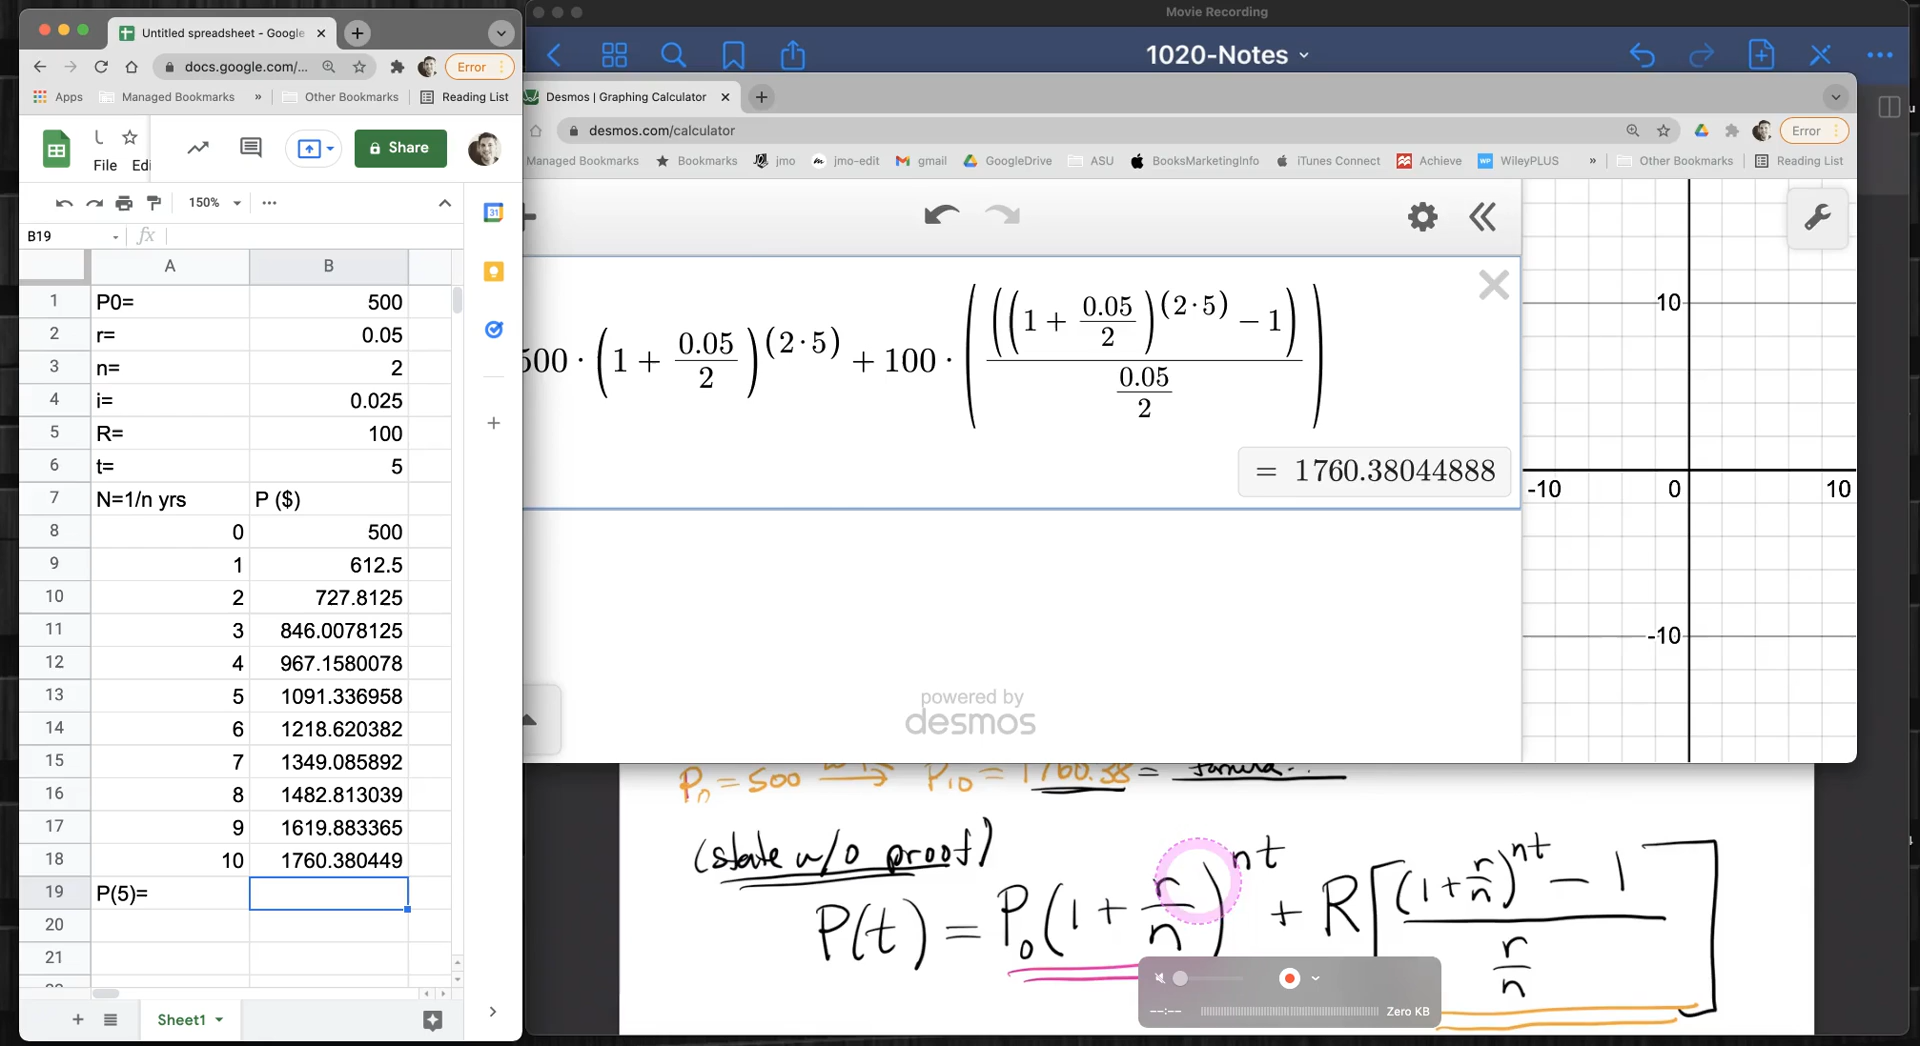 Movie Recording
Untitled spreadsheet - Google
docs.google.com/...
Error
Apps
Managed Bookmarks
»
Other Bookmarks
Reading List
File
Edi
Share
150%
B19
fx
A B
1 P0= 500
2 r= 0.05
3 n= 2
4 i= 0.025
5 R= 100
6 t= 5
7 N=1/n yrs P ($)
8 0 500
9 1 612.5
10 2 727.8125
11 3 846.0078125
12 4 967.1580078
13 5 1091.336958
14 6 1218.620382
15 7 1349.085892
16 8 1482.813039
17 9 1619.883365
18 10 1760.380449
19 P(5)=
20
21
Sheet1
31
1020-Notes
Desmos | Graphing Calculator
desmos.com/calculator
Error
Managed Bookmarks
Bookmarks
jmo
jmo-edit
gmail
GoogleDrive
ASU
BooksMarketingInfo
iTunes Connect
Achieve
WP WileyPLUS
»
Other Bookmarks
Reading List
500 · (1 + 0.05/2)^(2·5) + 100 · (((1 + 0.05/2)^(2·5) − 1) / (0.05/2))
= 1760.38044888
powered by
desmos
10
-10 0 10
-10
= 500 → P10 = 1760.38 =
(state w/o proof)
P(t) = P0 (1 + r/n)^nt + R [((1 + r/n)^nt − 1) / (r/n)]
--:--
Zero KB